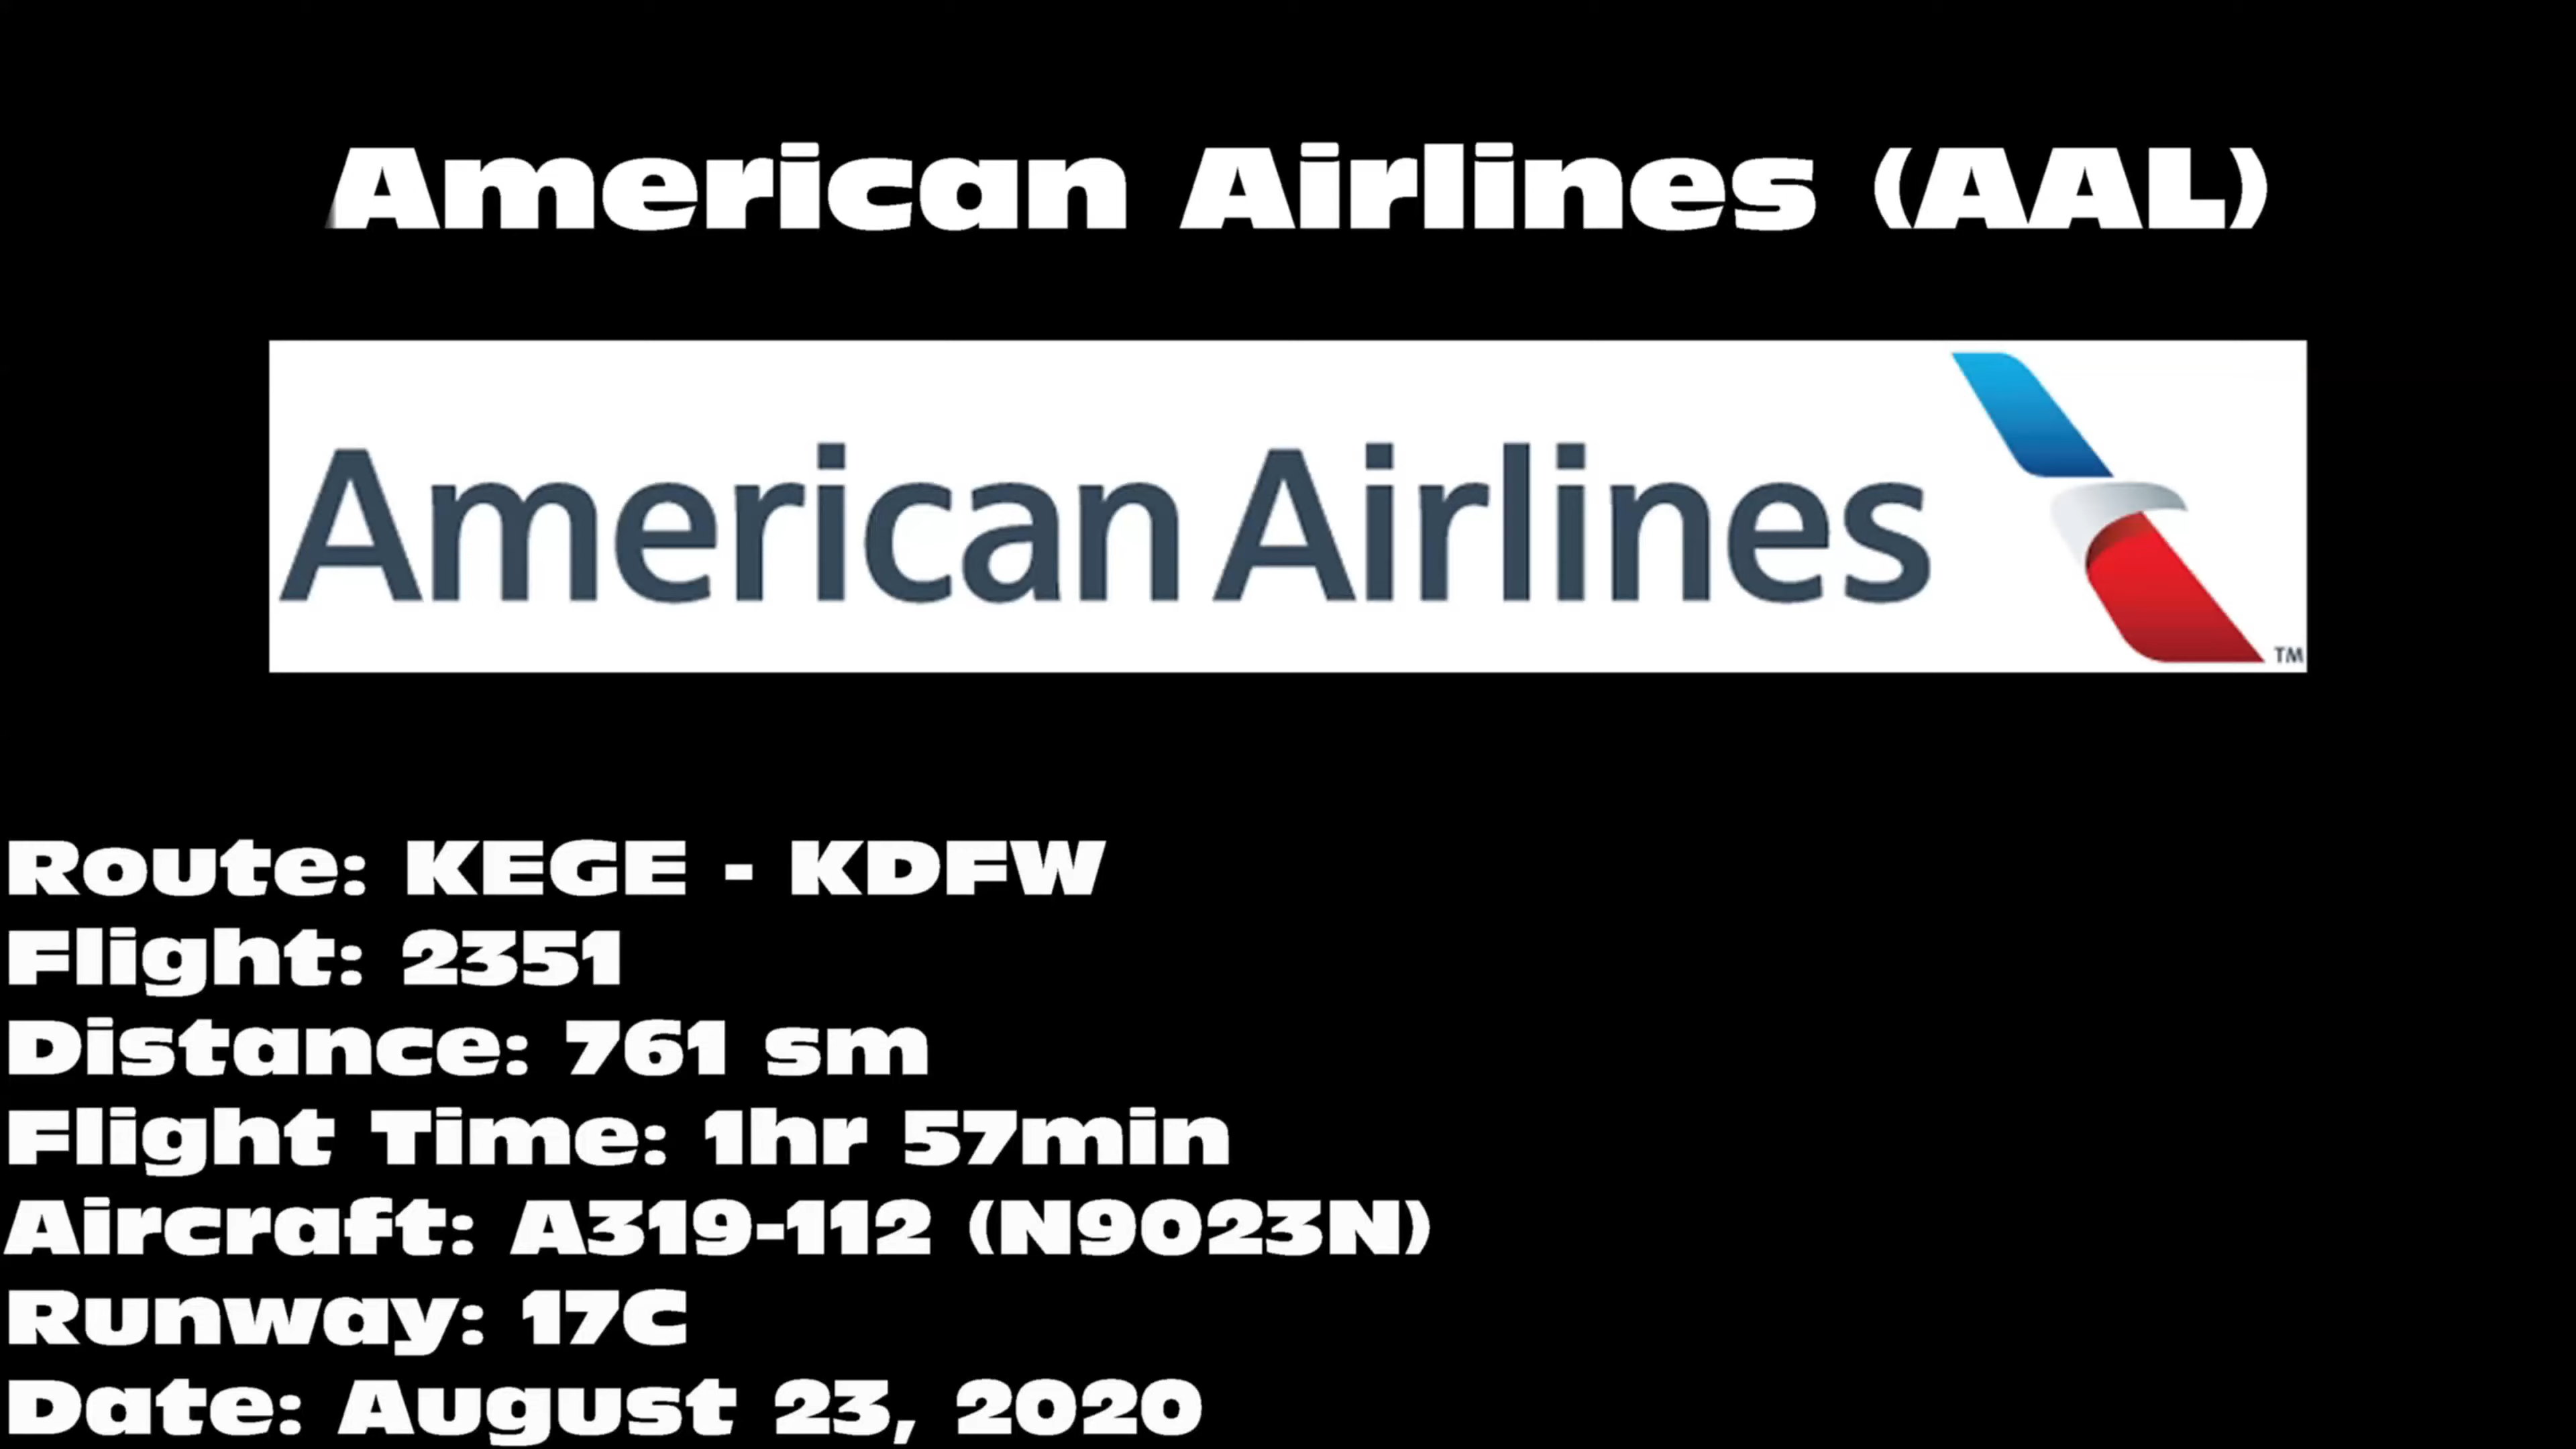 American Airlines (AAL)
American Airlines
TM
Route: KEGE - KDFW
Flight: 2351
Distance: 761 sm
Flight Time: 1hr 57min
Aircraft: A319-112 (N9023N)
Runway: 17C
Date: August 23, 2020